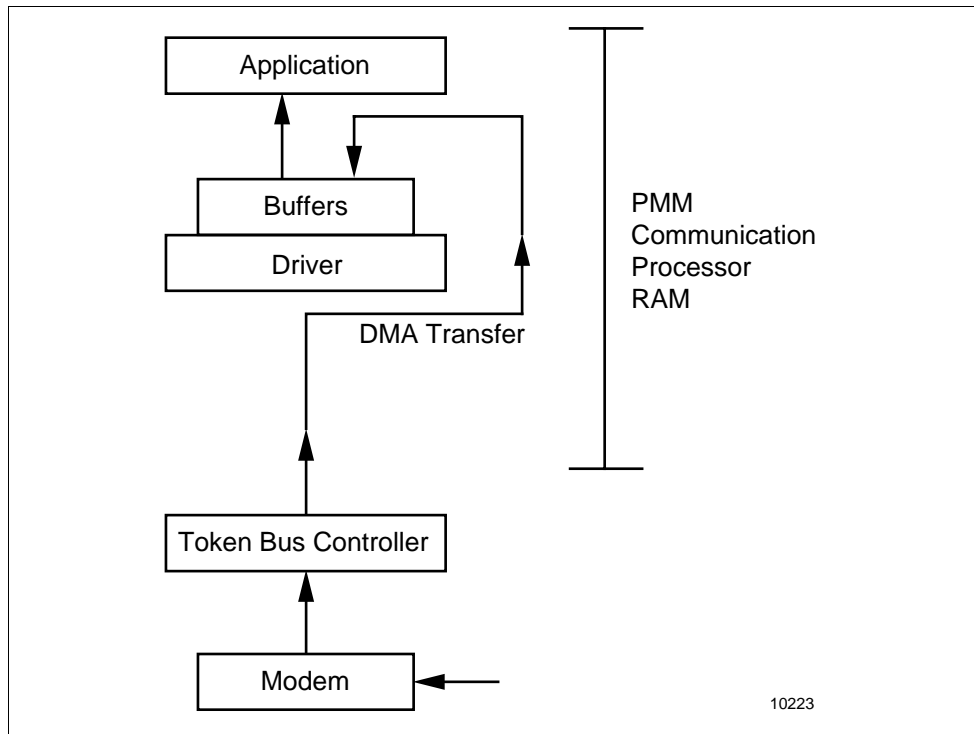 Application
Buffers
Driver
DMA Transfer
PMM
Communication
Processor
RAM
Token Bus Controller
Modem
10223